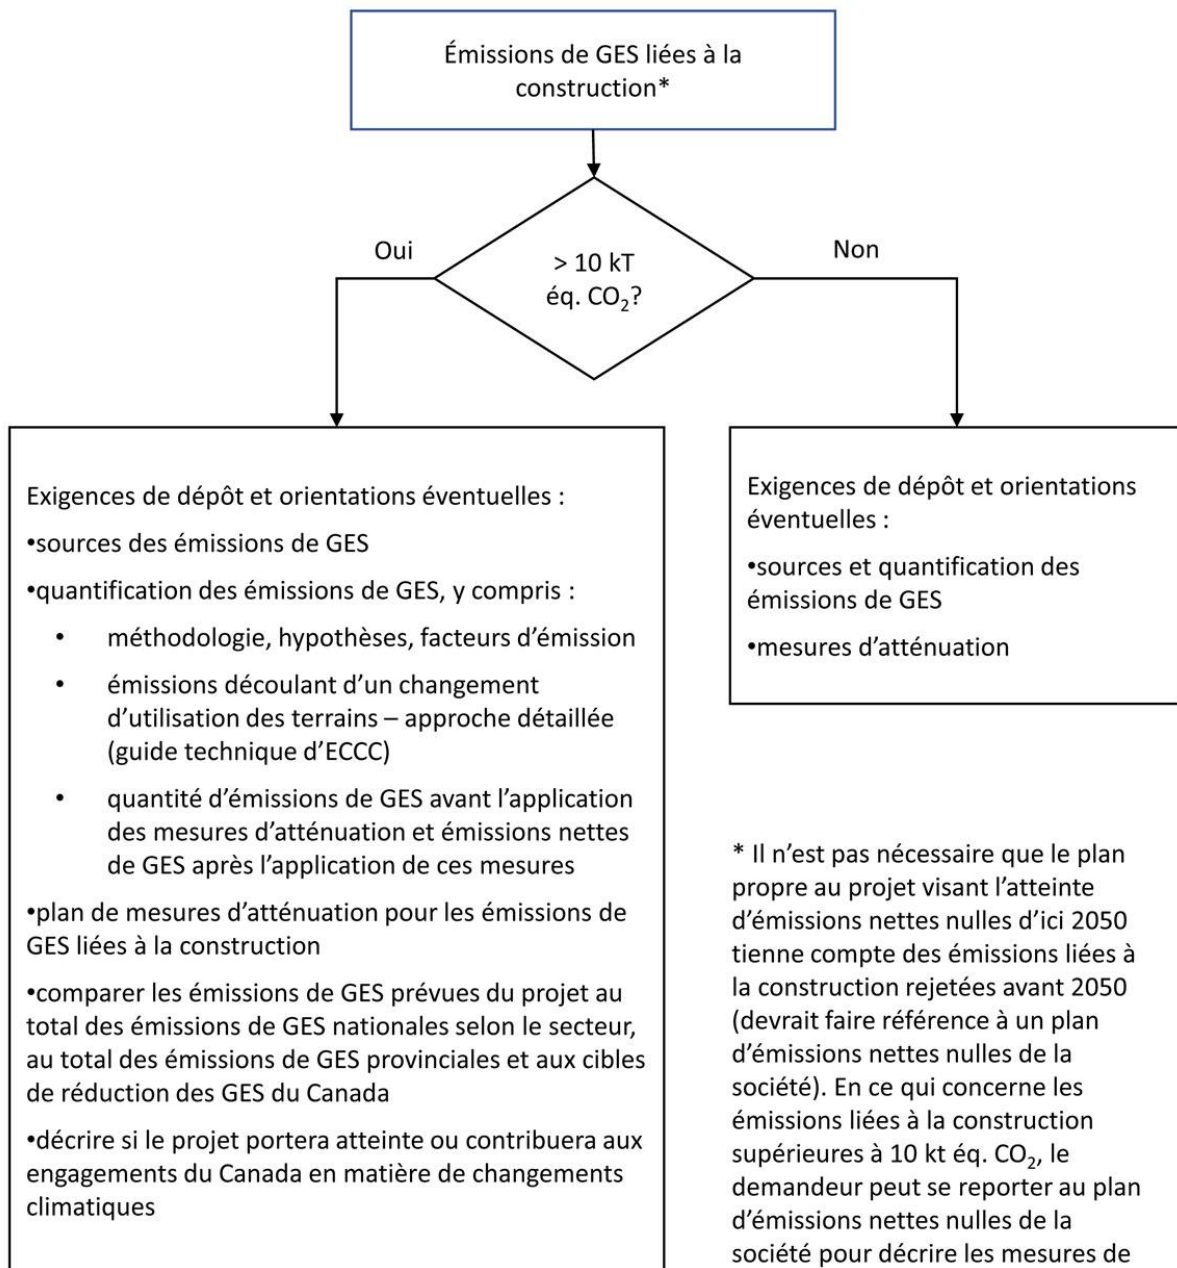 Émissions de GES liées à la
construction*
Oui
> 10 kT
éq. CO₂?
Non
Exigences de dépôt et orientations éventuelles :
•sources des émissions de GES
•quantification des émissions de GES, y compris :
• méthodologie, hypothèses, facteurs d’émission
• émissions découlant d’un changement
d’utilisation des terrains – approche détaillée
(guide technique d’ECCC)
• quantité d’émissions de GES avant l’application
des mesures d’atténuation et émissions nettes
de GES après l’application de ces mesures
•plan de mesures d’atténuation pour les émissions de
GES liées à la construction
•comparer les émissions de GES prévues du projet au
total des émissions de GES nationales selon le secteur,
au total des émissions de GES provinciales et aux cibles
de réduction des GES du Canada
•décrire si le projet portera atteinte ou contribuera aux
engagements du Canada en matière de changements
climatiques
Exigences de dépôt et orientations
éventuelles :
•sources et quantification des
émissions de GES
•mesures d’atténuation
* Il n’est pas nécessaire que le plan
propre au projet visant l’atteinte
d’émissions nettes nulles d’ici 2050
tienne compte des émissions liées à
la construction rejetées avant 2050
(devrait faire référence à un plan
d’émissions nettes nulles de la
société). En ce qui concerne les
émissions liées à la construction
supérieures à 10 kt éq. CO₂, le
demandeur peut se reporter au plan
d’émissions nettes nulles de la
société pour décrire les mesures de